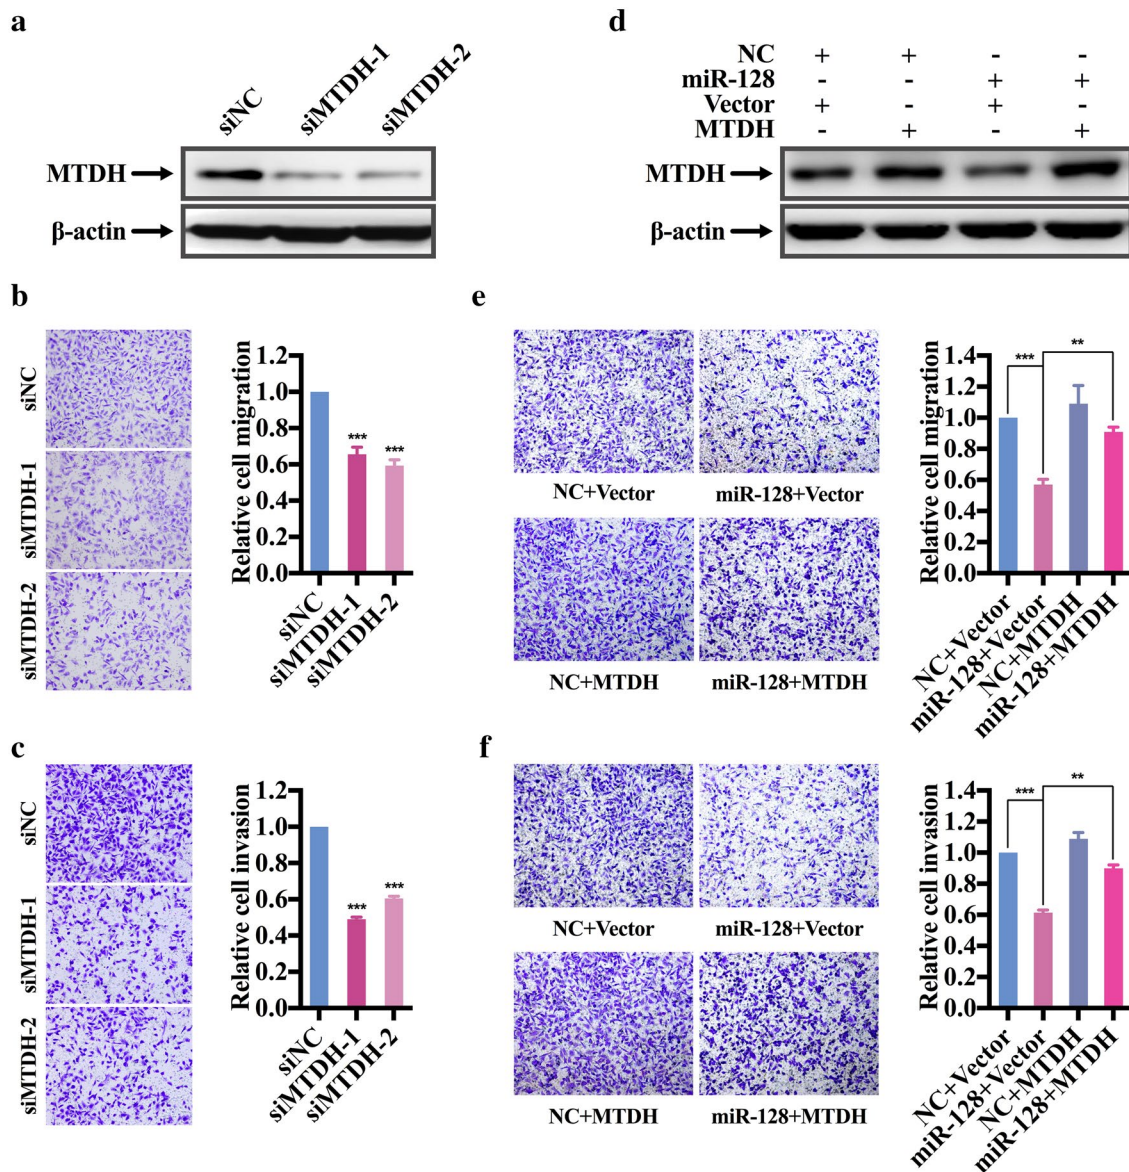 a
siNC
siMTDH-1
siMTDH-2
MTDH
β-actin
d
NC + + - -
miR-128 - - + +
Vector + - + -
MTDH - + - +
MTDH
β-actin
b
siNC
siMTDH-1
siMTDH-2
Relative cell migration
1.2
1.0
0.8
0.6
0.4
0.2
0.0
***
***
siNC
siMTDH-1
siMTDH-2
e
NC+Vector
miR-128+Vector
NC+MTDH
miR-128+MTDH
Relative cell migration
1.4
1.2
1.0
0.8
0.6
0.4
0.2
0.0
***
**
NC+Vector
miR-128+Vector
NC+MTDH
miR-128+MTDH
c
siNC
siMTDH-1
siMTDH-2
Relative cell invasion
1.2
1.0
0.8
0.6
0.4
0.2
0.0
***
***
siNC
siMTDH-1
siMTDH-2
f
NC+Vector
miR-128+Vector
NC+MTDH
miR-128+MTDH
Relative cell invasion
1.4
1.2
1.0
0.8
0.6
0.4
0.2
0.0
***
**
NC+Vector
miR-128+Vector
NC+MTDH
miR-128+MTDH